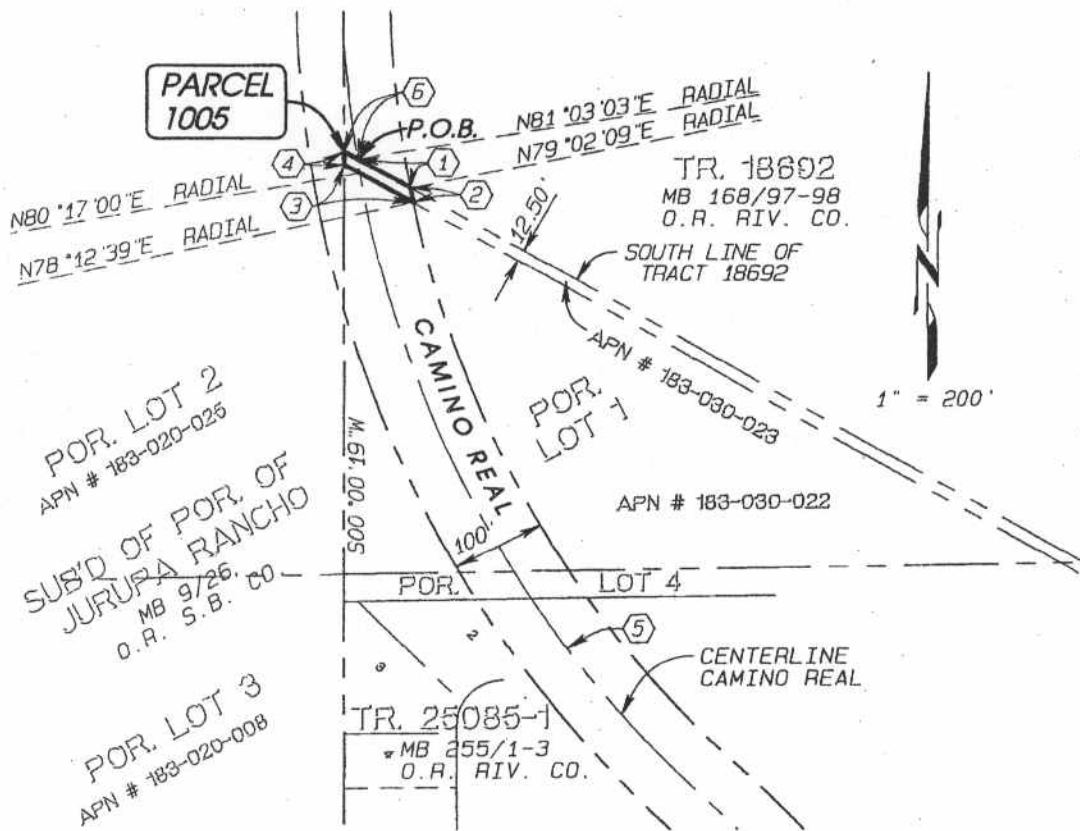 PARCEL
1005
6
P.O.B.
N81°03'03"E RADIAL
N79°02'09"E RADIAL
4
1
3
2
N80°17'00"E RADIAL
N78°12'39"E RADIAL
TR. 18692
MB 168/97-98
O.R. RIV. CO.
12.50'
SOUTH LINE OF
TRACT 18692
APN # 183-030-023
N
1" = 200'
CAMINO REAL
POR.
LOT 1
POR. LOT 2
APN # 183-020-025
S00°00'19"W
APN # 183-030-022
SUB'D OF POR. OF
JURUPA RANCHO
MB 9/26
O.R. S.B. CO.
100'
POR. LOT 4
5
2
CENTERLINE
CAMINO REAL
POR. LOT 3
APN # 183-020-008
TR. 25085-1
MB 255/1-3
O.R. RIV. CO.